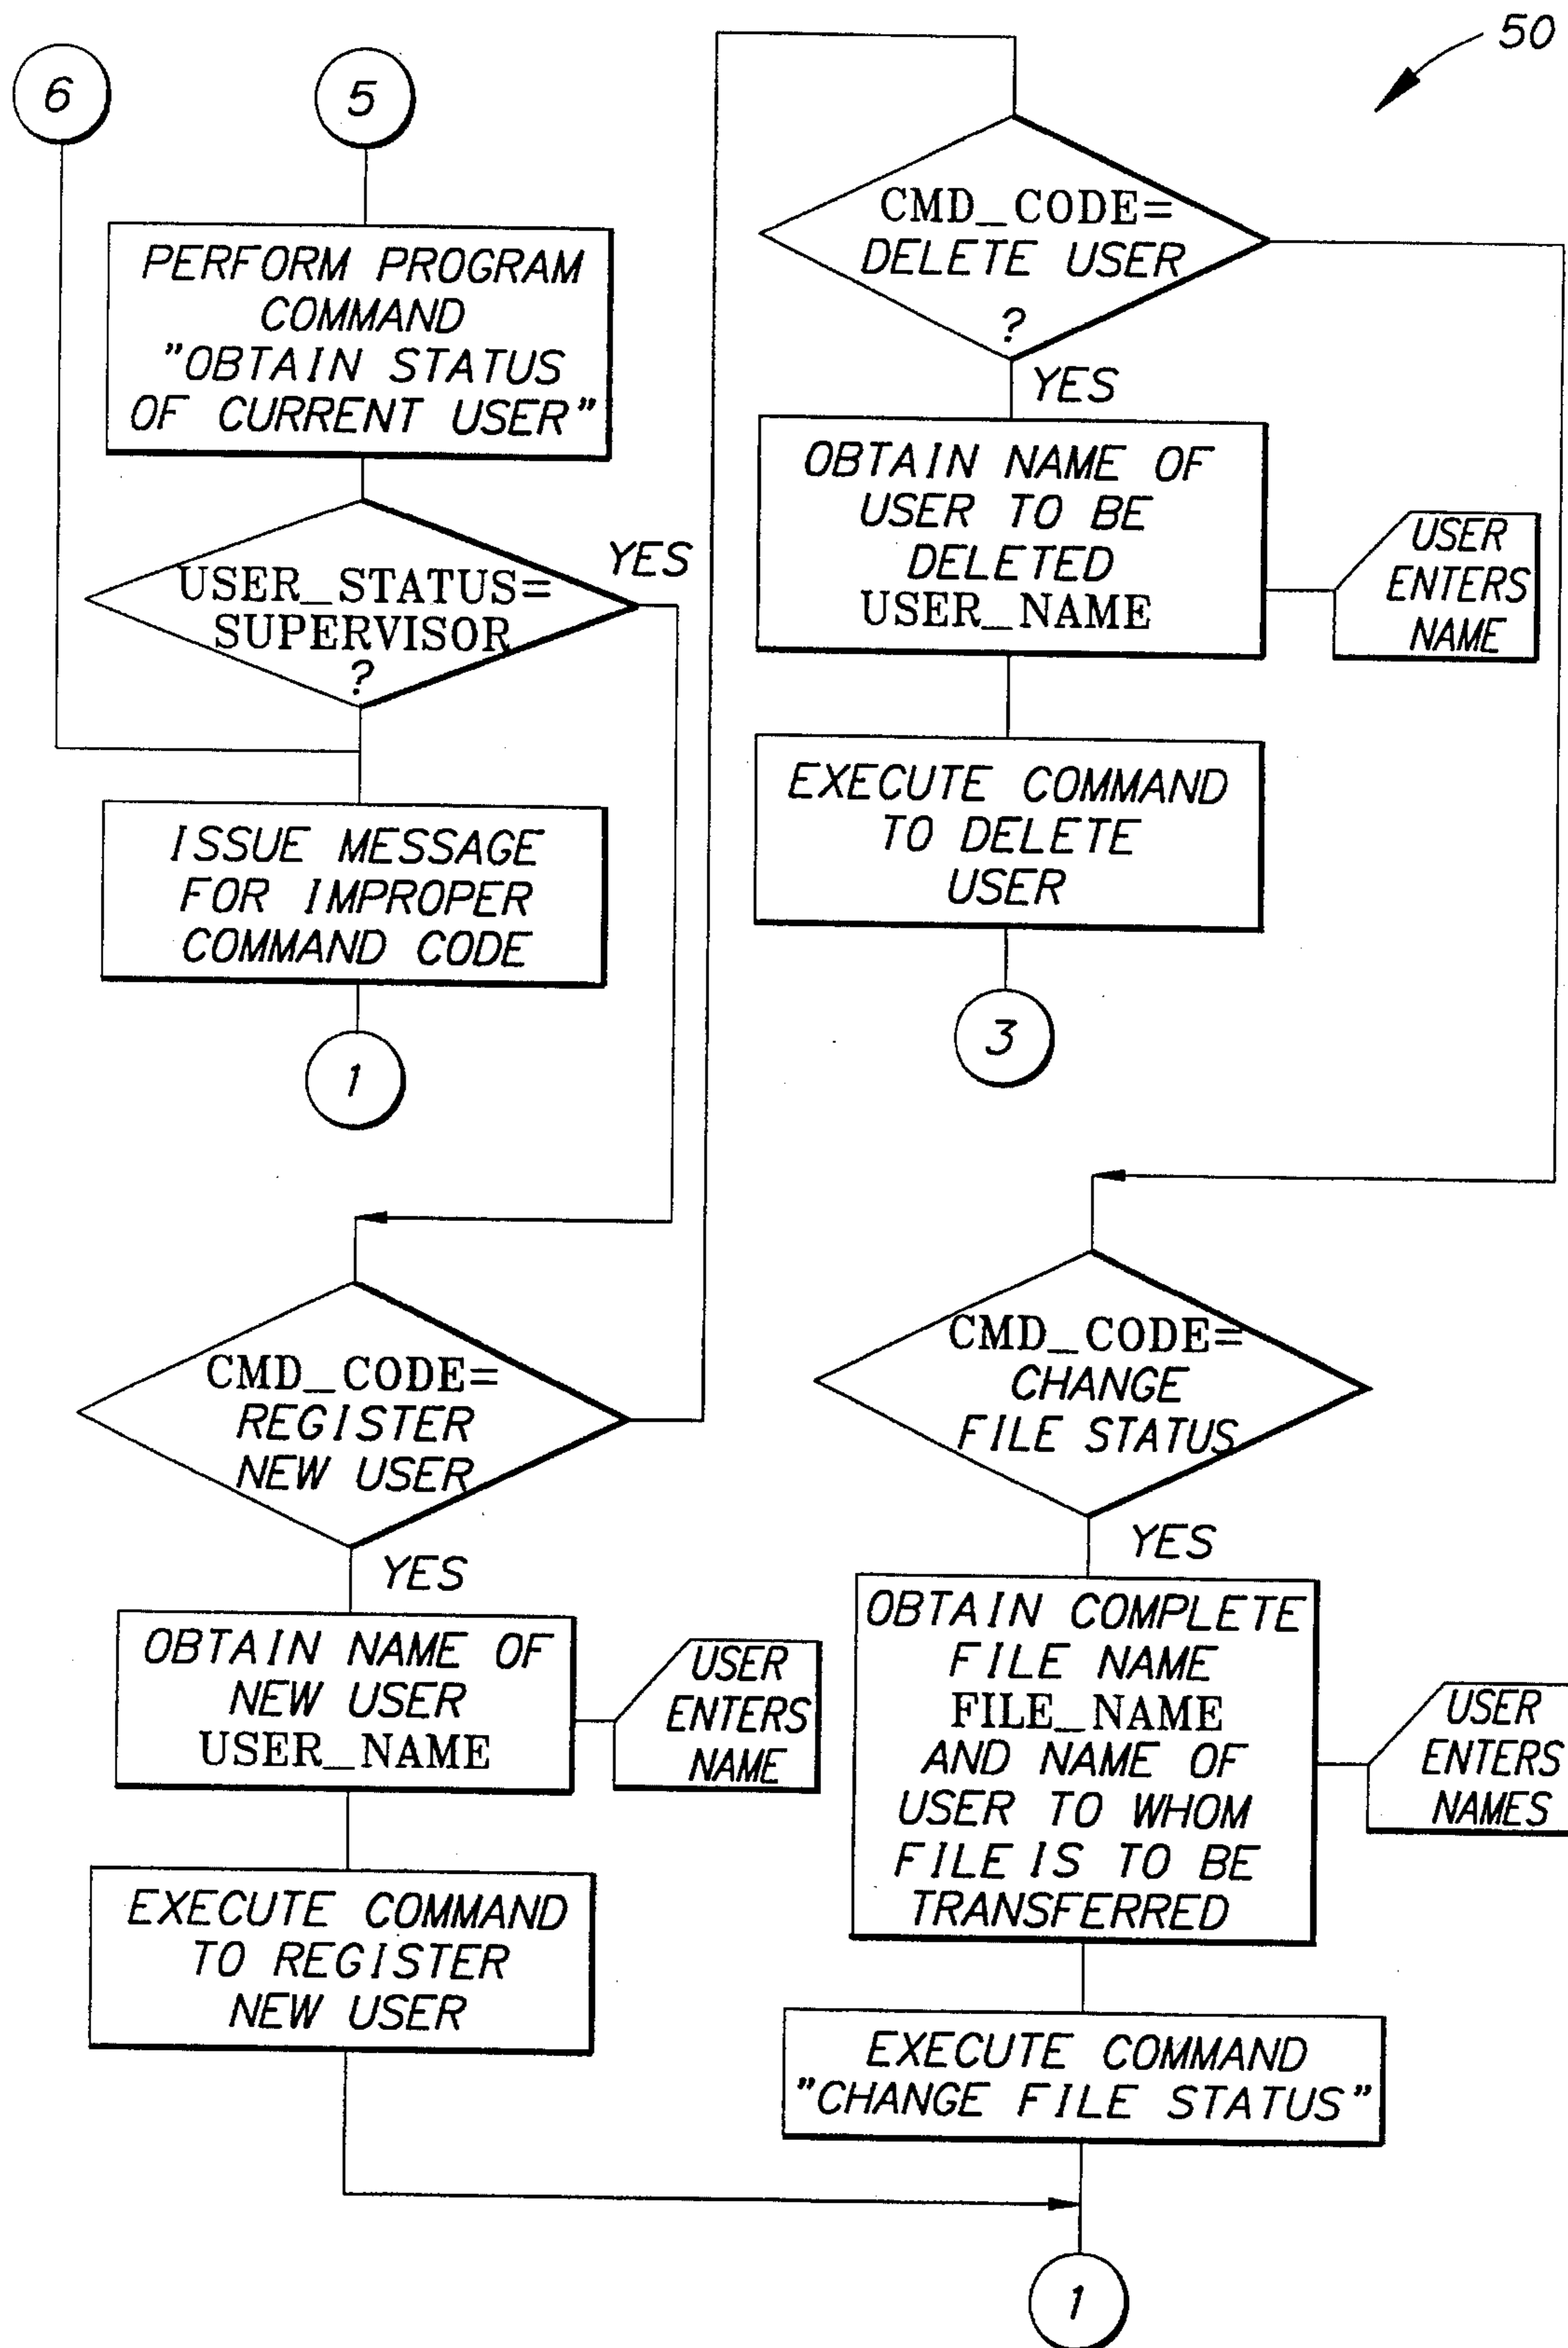 50
6
5
PERFORM PROGRAM
COMMAND
"OBTAIN STATUS
OF CURRENT USER"
YES
USER_STATUS=
SUPERVISOR
?
ISSUE MESSAGE
FOR IMPROPER
COMMAND CODE
1
CMD_CODE=
REGISTER
NEW USER
YES
OBTAIN NAME OF
NEW USER
USER_NAME
USER
ENTERS
NAME
EXECUTE COMMAND
TO REGISTER
NEW USER
CMD_CODE=
DELETE USER
?
YES
OBTAIN NAME OF
USER TO BE
DELETED
USER_NAME
USER
ENTERS
NAME
EXECUTE COMMAND
TO DELETE
USER
3
CMD_CODE=
CHANGE
FILE STATUS
YES
OBTAIN COMPLETE
FILE NAME
FILE_NAME
AND NAME OF
USER TO WHOM
FILE IS TO BE
TRANSFERRED
USER
ENTERS
NAMES
EXECUTE COMMAND
"CHANGE FILE STATUS"
1